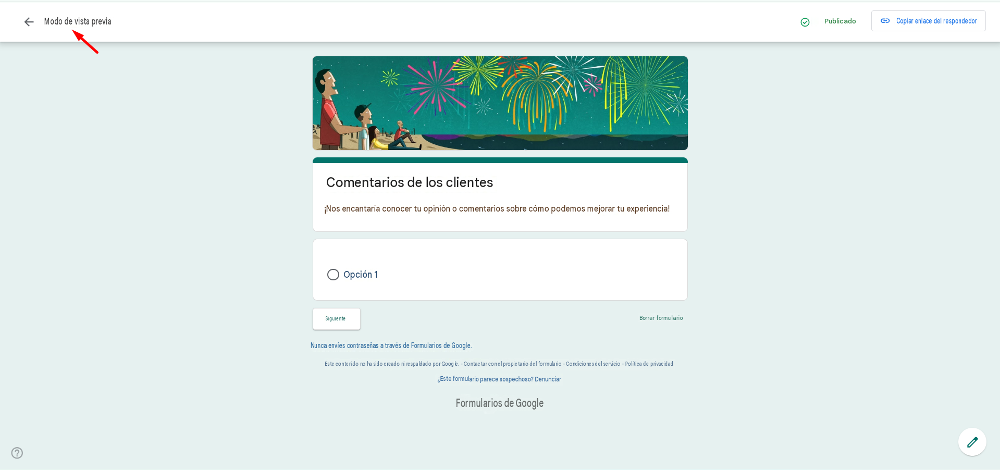 Modo de vista previa
Publicado
Copiar enlace del respondedor
Comentarios de los clientes
¡Nos encantaría conocer tu opinión o comentarios sobre cómo podemos mejorar tu experiencia!
Opción 1
Siguiente
Borrar formulario
Nunca envíes contraseñas a través de Formularios de Google.
Este contenido no ha sido creado ni respaldado por Google. - Contactar con el propietario del formulario - Condiciones del servicio - Política de privacidad
¿Este formulario parece sospechoso? Denunciar
Formularios de Google